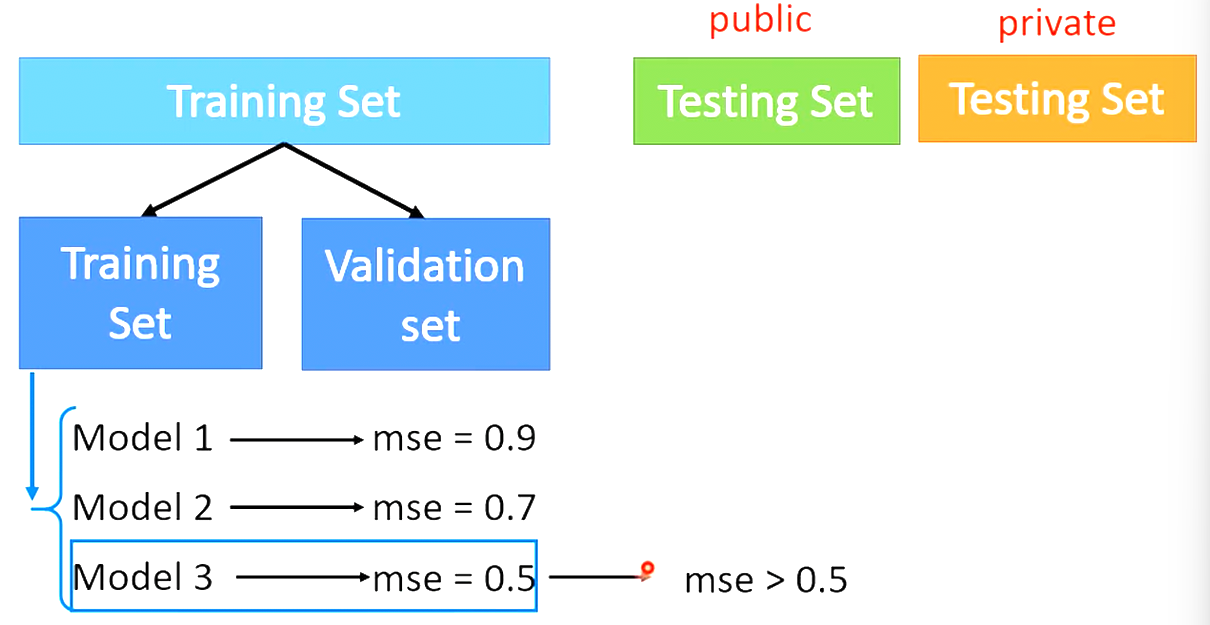 public
private
Training Set
Testing Set
Testing Set
Training
Set
Validation
set
Model 1
mse = 0.9
Model 2
mse = 0.7
Model 3
mse = 0.5
mse > 0.5